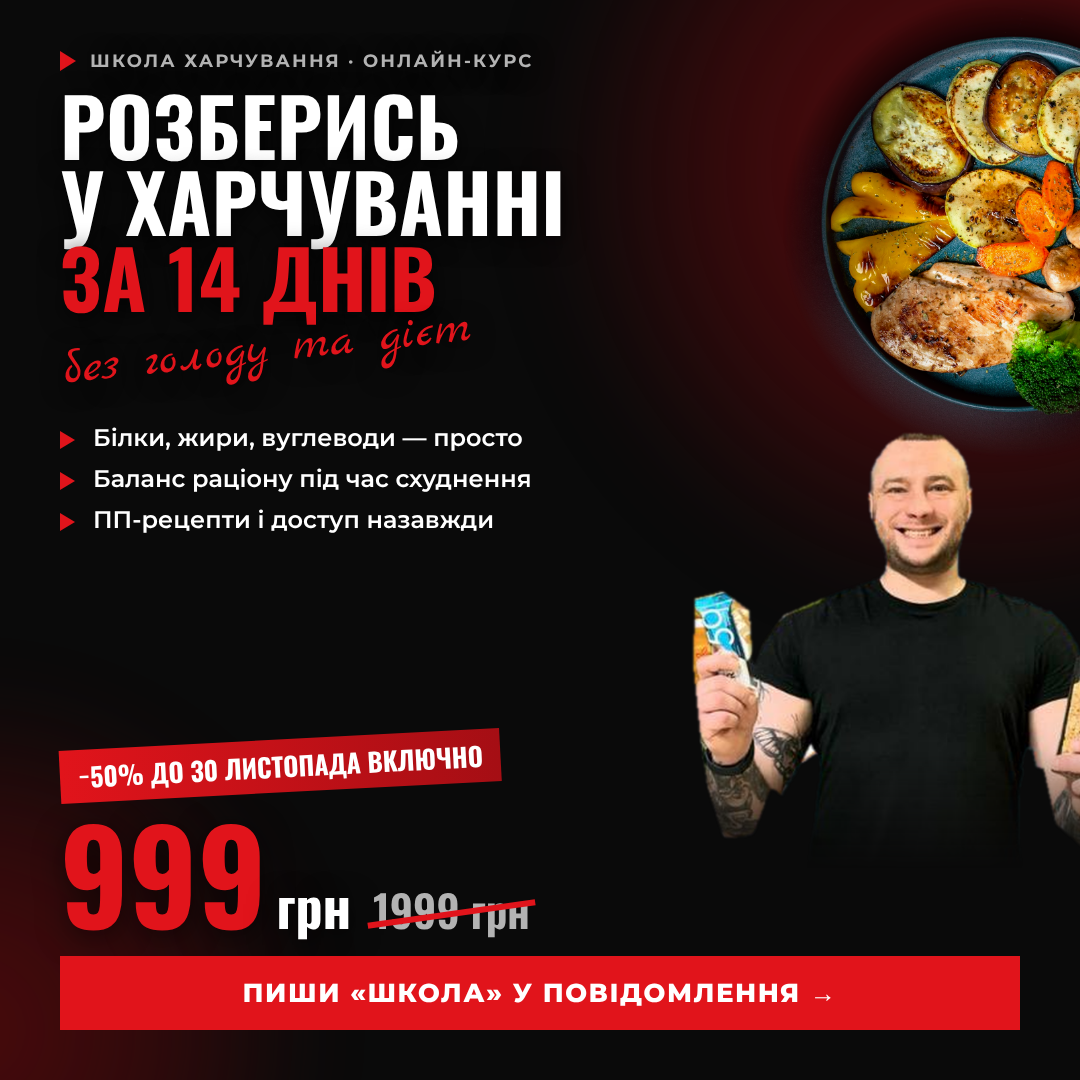 ШКОЛА ХАРЧУВАННЯ · ОНЛАЙН-КУРС
РОЗБЕРИСЬ
У ХАРЧУВАННІ
ЗА 14 ДНІВ
без голоду та дієт
Білки, жири, вуглеводи — просто
Баланс раціону під час схуднення
ПП-рецепти і доступ назавжди
-50% ДО 30 ЛИСТОПАДА ВКЛЮЧНО
999 грн 1999 грн
ПИШИ «ШКОЛА» У ПОВІДОМЛЕННЯ →